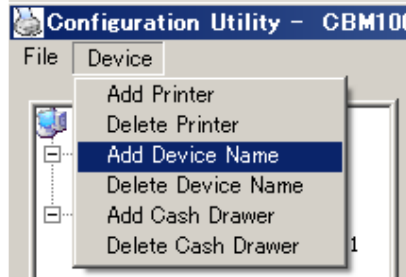 Configuration Utility - CBM100
File Device
Add Printer
Delete Printer
Add Device Name
Delete Device Name
Add Cash Drawer
Delete Cash Drawer
1